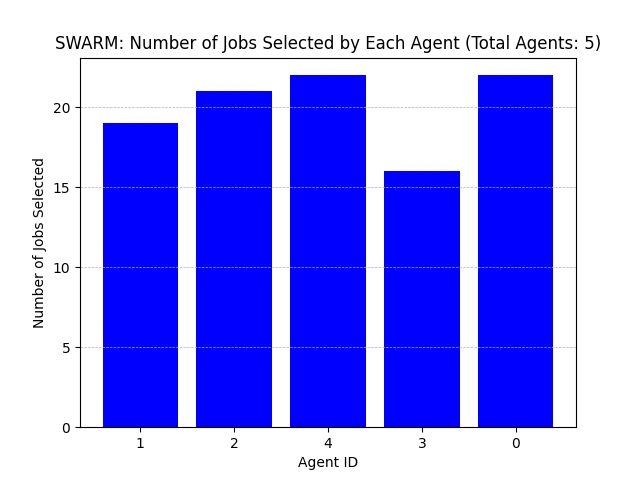 SWARM: Number of Jobs Selected by Each Agent (Total Agents: 5)
Number of Jobs Selected
20
15
10
5
0
1 2 4 3 0
Agent ID